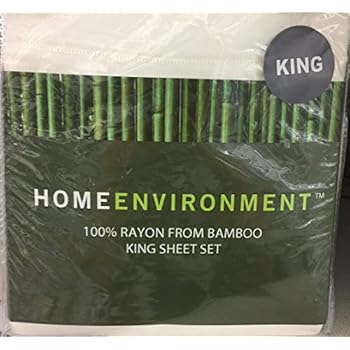 KING
HOMEENVIRONMENT™
100% RAYON FROM BAMBOO
KING SHEET SET